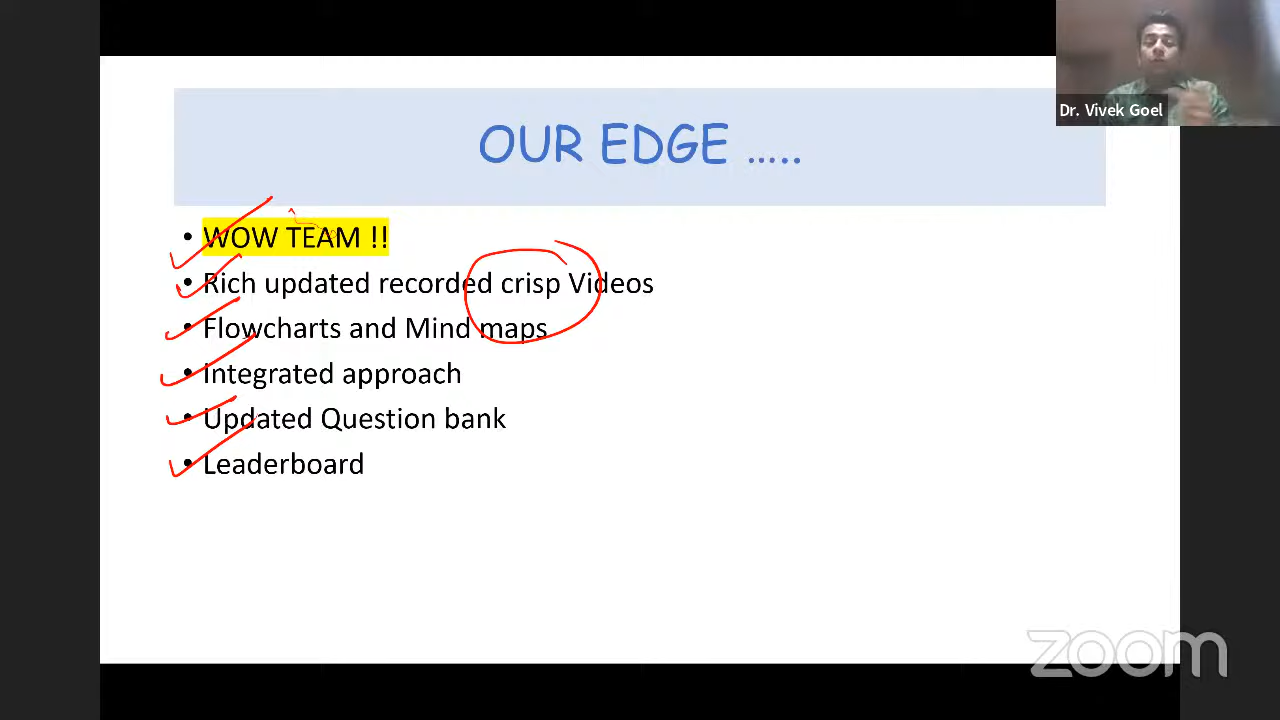 Dr. Vivek Goel
OUR EDGE .....
• WOW TEAM !!
• Rich updated recorded crisp Videos
• Flowcharts and Mind maps
• Integrated approach
• Updated Question bank
• Leaderboard
zoom